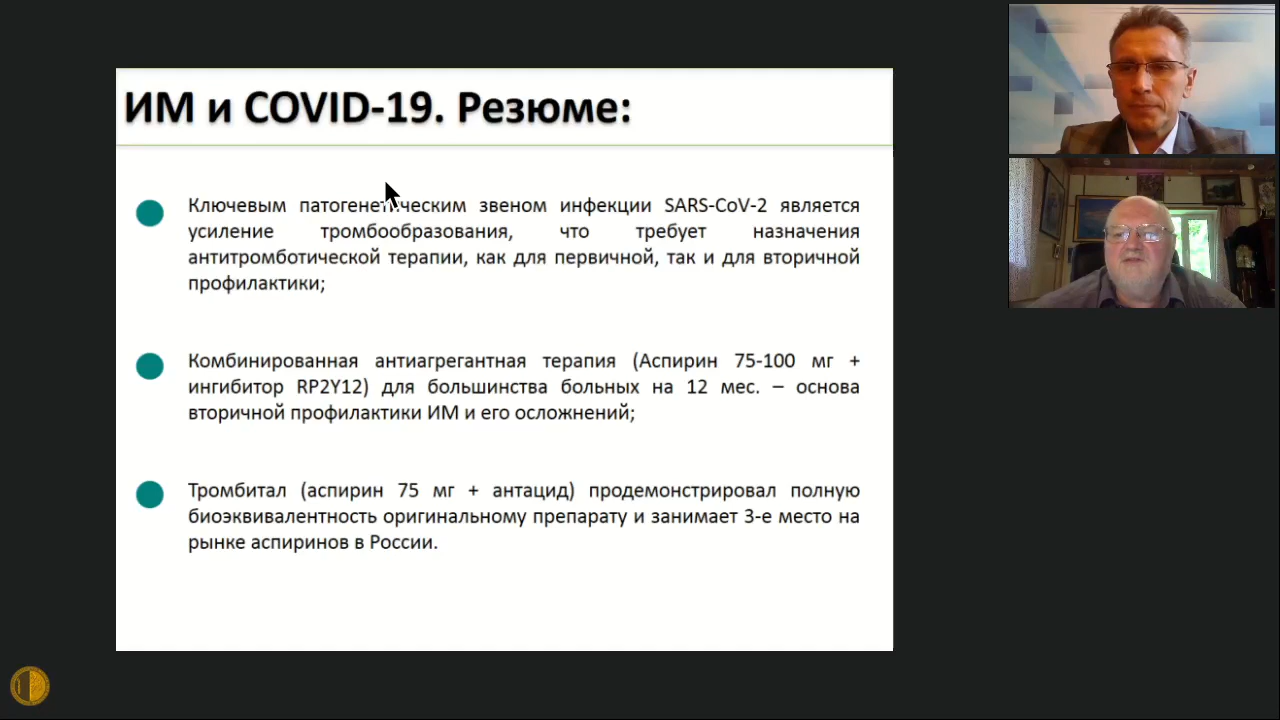 ИМ и COVID-19. Резюме:
Ключевым патогенетическим звеном инфекции SARS-CoV-2 является
усиление тромбообразования, что требует назначения
антитромботической терапии, как для первичной, так и для вторичной
профилактики;
Комбинированная антиагрегантная терапия (Аспирин 75-100 мг +
ингибитор RP2Y12) для большинства больных на 12 мес. – основа
вторичной профилактики ИМ и его осложнений;
Тромбитал (аспирин 75 мг + антацид) продемонстрировал полную
биоэквивалентность оригинальному препарату и занимает 3-е место на
рынке аспиринов в России.